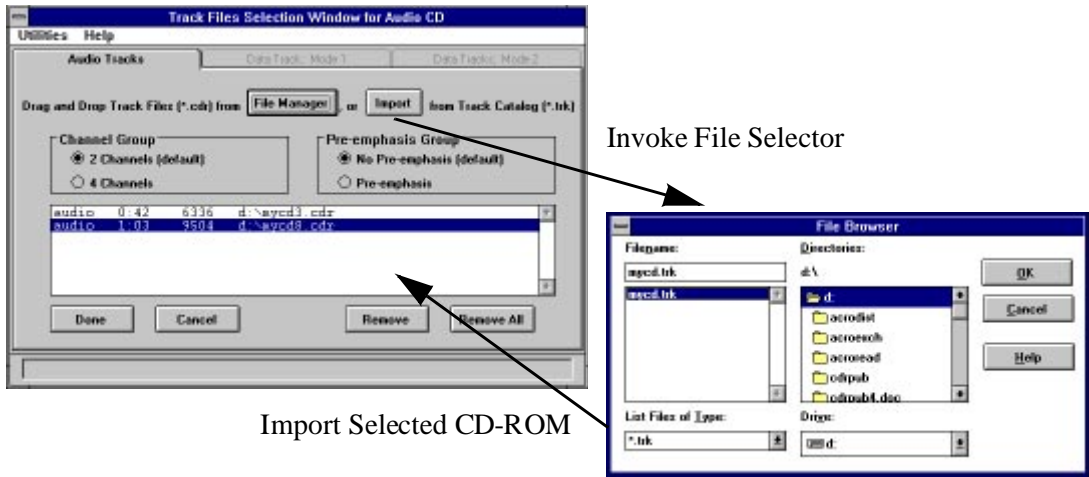 Track Files Selection Window for Audio CD
Utilities Help
Audio Tracks Data Track, Mode 1 Data Tracks, Mode 2
Drag and Drop Track Files (*.cdr) from File Manager , or Import from Track Catalog (*.trk)
Channel Group
2 Channels (default)
4 Channels
Pre-emphasis Group
No Pre-emphasis (default)
Pre-emphasis
audio 0:42 6336 d:\mycd3.cdr
audio 1:03 9504 d:\mycd8.cdr
Done Cancel Remove Remove All
Invoke File Selector
Import Selected CD-ROM
File Browser
Filename:
mycd.trk
mycd.trk
List Files of Type:
*.trk
Directories:
d:\
d:
acrodist
acroexch
acroread
cdrpub
cdrpub4.doc
Drive:
d:
OK
Cancel
Help